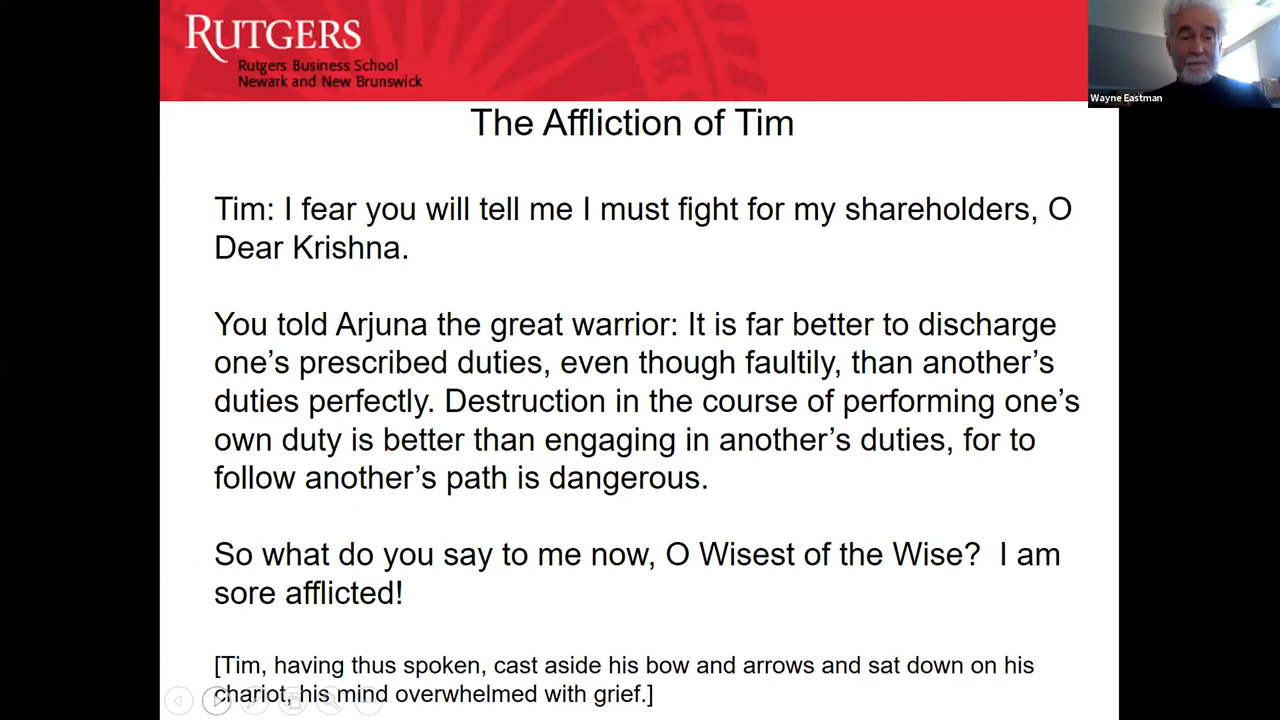 RUTGERS
Rutgers Business School
Newark and New Brunswick
Wayne Eastman
The Affliction of Tim
Tim: I fear you will tell me I must fight for my shareholders, O
Dear Krishna.
You told Arjuna the great warrior: It is far better to discharge
one’s prescribed duties, even though faultily, than another’s
duties perfectly. Destruction in the course of performing one’s
own duty is better than engaging in another’s duties, for to
follow another’s path is dangerous.
So what do you say to me now, O Wisest of the Wise?  I am
sore afflicted!
[Tim, having thus spoken, cast aside his bow and arrows and sat down on his
chariot, his mind overwhelmed with grief.]